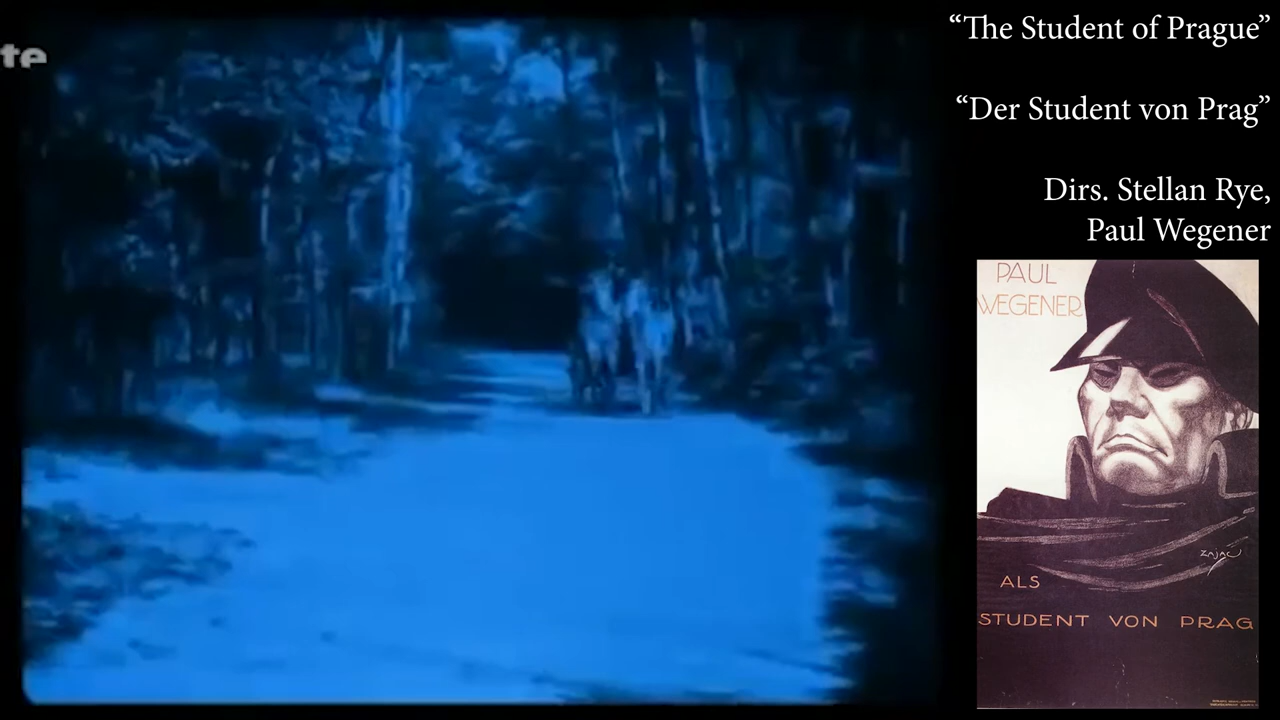 te
“The Student of Prague”
“Der Student von Prag”
Dirs. Stellan Rye,
Paul Wegener
PAUL
WEGENER
ALS
STUDENT VON PRAG